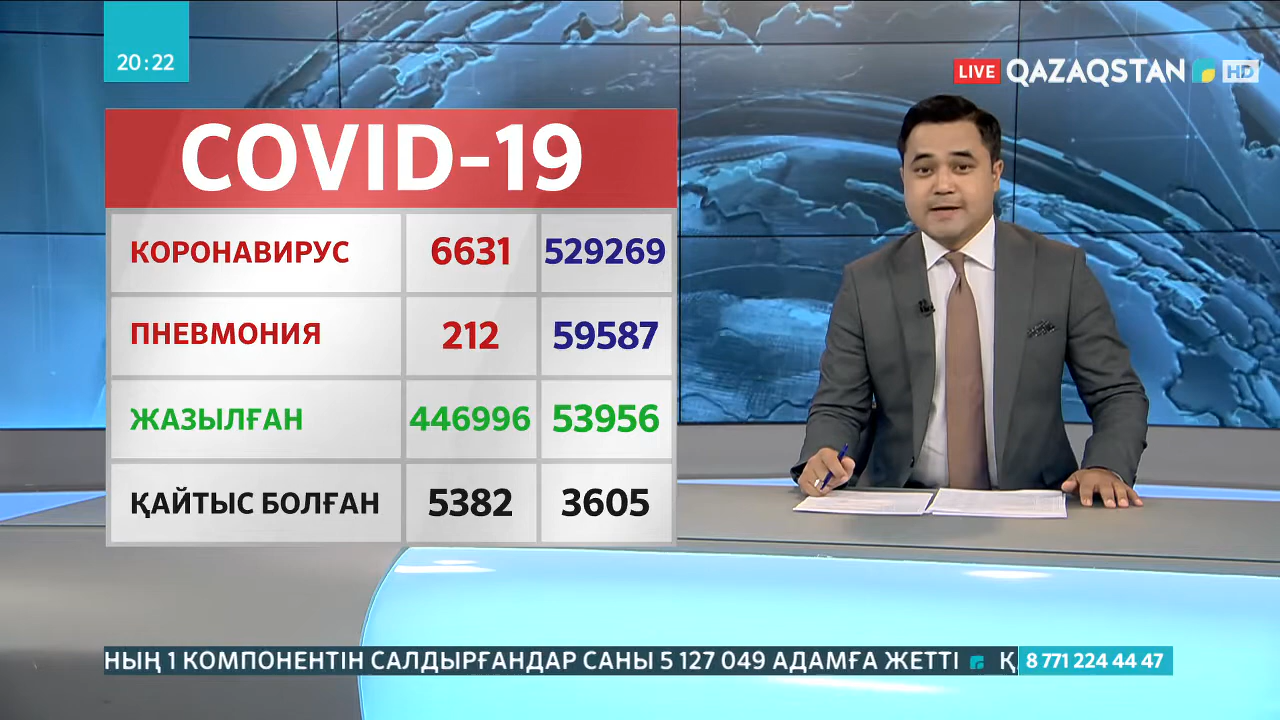 20:22
LIVE QAZAQSTAN HD
COVID-19
КОРОНАВИРУС 6631 529269
ПНЕВМОНИЯ 212 59587
ЖАЗЫЛҒАН 446996 53956
ҚАЙТЫС БОЛҒАН 5382 3605
НЫҢ 1 КОМПОНЕНТІН САЛДЫРҒАНДАР САНЫ 5 127 049 АДАМҒА ЖЕТТІ Қ 8 771 224 44 47